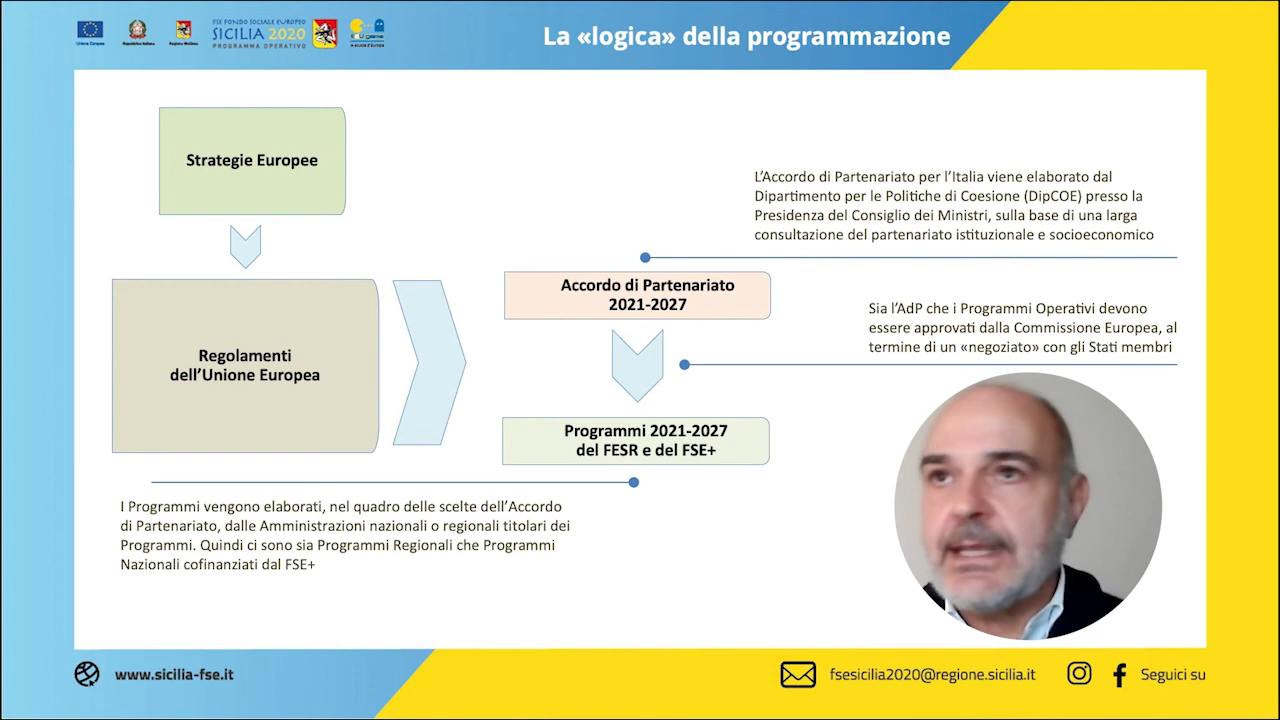 Unione Europea
Repubblica Italiana
Regione Siciliana
FSE FONDO SOCIALE EUROPEO
SICILIA 2020
PROGRAMMA OPERATIVO
La «logica» della programmazione
Strategie Europee
L'Accordo di Partenariato per l'Italia viene elaborato dal
Dipartimento per le Politiche di Coesione (DipCOE) presso la
Presidenza del Consiglio dei Ministri, sulla base di una larga
consultazione del partenariato istituzionale e socioeconomico
Accordo di Partenariato
2021-2027
Sia l'AdP che i Programmi Operativi devono
essere approvati dalla Commissione Europea, al
termine di un «negoziato» con gli Stati membri
Regolamenti
dell'Unione Europea
Programmi 2021-2027
del FESR e del FSE+
I Programmi vengono elaborati, nel quadro delle scelte dell'Accordo
di Partenariato, dalle Amministrazioni nazionali o regionali titolari dei
Programmi. Quindi ci sono sia Programmi Regionali che Programmi
Nazionali cofinanziati dal FSE+
www.sicilia-fse.it
fsesicilia2020@regione.sicilia.it
Seguici su